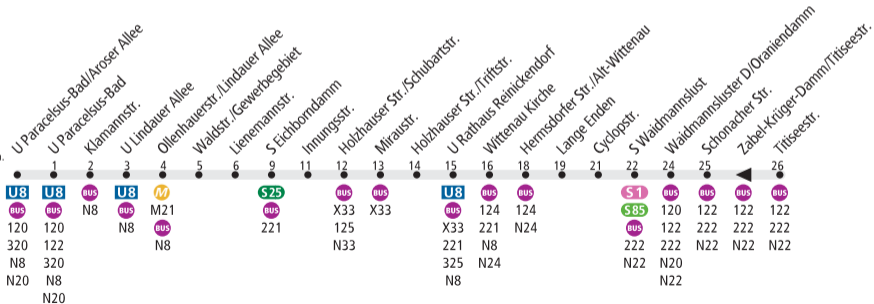 U Paracelsus-Bad/Aroser Allee
U Paracelsus-Bad
Klamannstr.
U Lindauer Allee
Ollenhauerstr./Lindauer Allee
Waldstr./Gewerbegebiet
Lienemannstr.
S Eichborndamm
Innungsstr.
Holzhauser Str./Schubartstr.
Miraustr.
Holzhauser Str./Triftstr.
U Rathaus Reinickendorf
Wittenau Kirche
Hermsdorfer Str./Alt-Wittenau
Lange Enden
Cyclopstr.
S Waidmannslust
Waidmannsluster D/Oraniendamm
Schonacher Str.
Zabel-Krüger-Damm/Titiseestr.
Titiseestr.
1 2 3 4 5 6 9 11 12 13 14 15 16 18 19 21 22 24 25 26
U8 U8 BUS U8 M S25 BUS BUS U8 BUS BUS S1 BUS BUS BUS BUS
BUS BUS N8 BUS M21 BUS X33 X33 BUS 124 124 S85 120 122 122 122
120 120 N8 BUS 221 125 X33 221 N24 BUS 122 222 222 222
320 122 N8 N33 221 N8 222 222 N22 N22 N22
N8 320 325 N24 N22 N20
N20 N8 N8 N22
N20